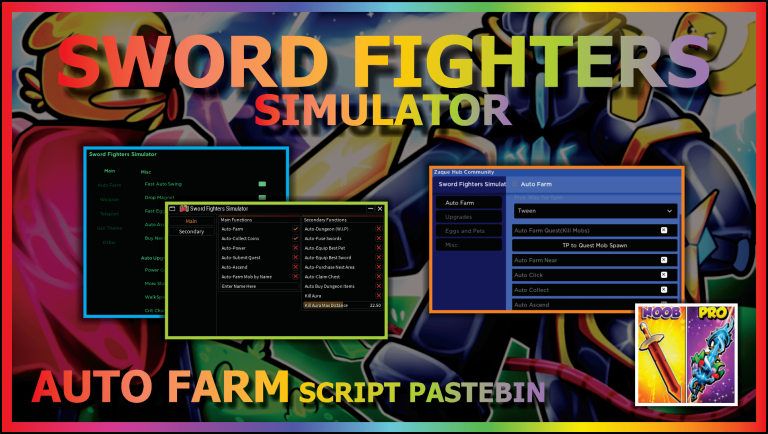 SWORD FIGHTERS
SIMULATOR
Sword Fighters Simulator
Main
Auto Farm
Other
Misc
Fast Auto Swing
Drop Magnet
Sword Fighters Simulator
Main
Secondary
Main Functions
Auto-Farm
Auto-Collect Coins
Auto-Power
Auto-Submit Quest
Auto-Ascend
Auto-Farm Mob by Name
Enter Name Here
Secondary Functions
Auto-Dungeon (W.I.P)
Auto-Fuse Swords
Auto-Equip Best Pet
Auto-Equip Best Sword
Auto-Purchase Next Area
Auto-Claim Chest
Auto Buy Dungeon Items
Kill Aura
Kill Aura Max Distance 22.50
Zaque Hub Community
Sword Fighters Simulat
Auto Farm
Upgrades
Eggs and Pets
Misc
Auto Farm
Tween
Auto Farm Quest(Kill Mobs)
TP to Quest Mob Spawn
Auto Farm Near
Auto Click
Auto Collect
Auto Ascend
NOOB
PRO
AUTO FARM SCRIPT PASTEBIN